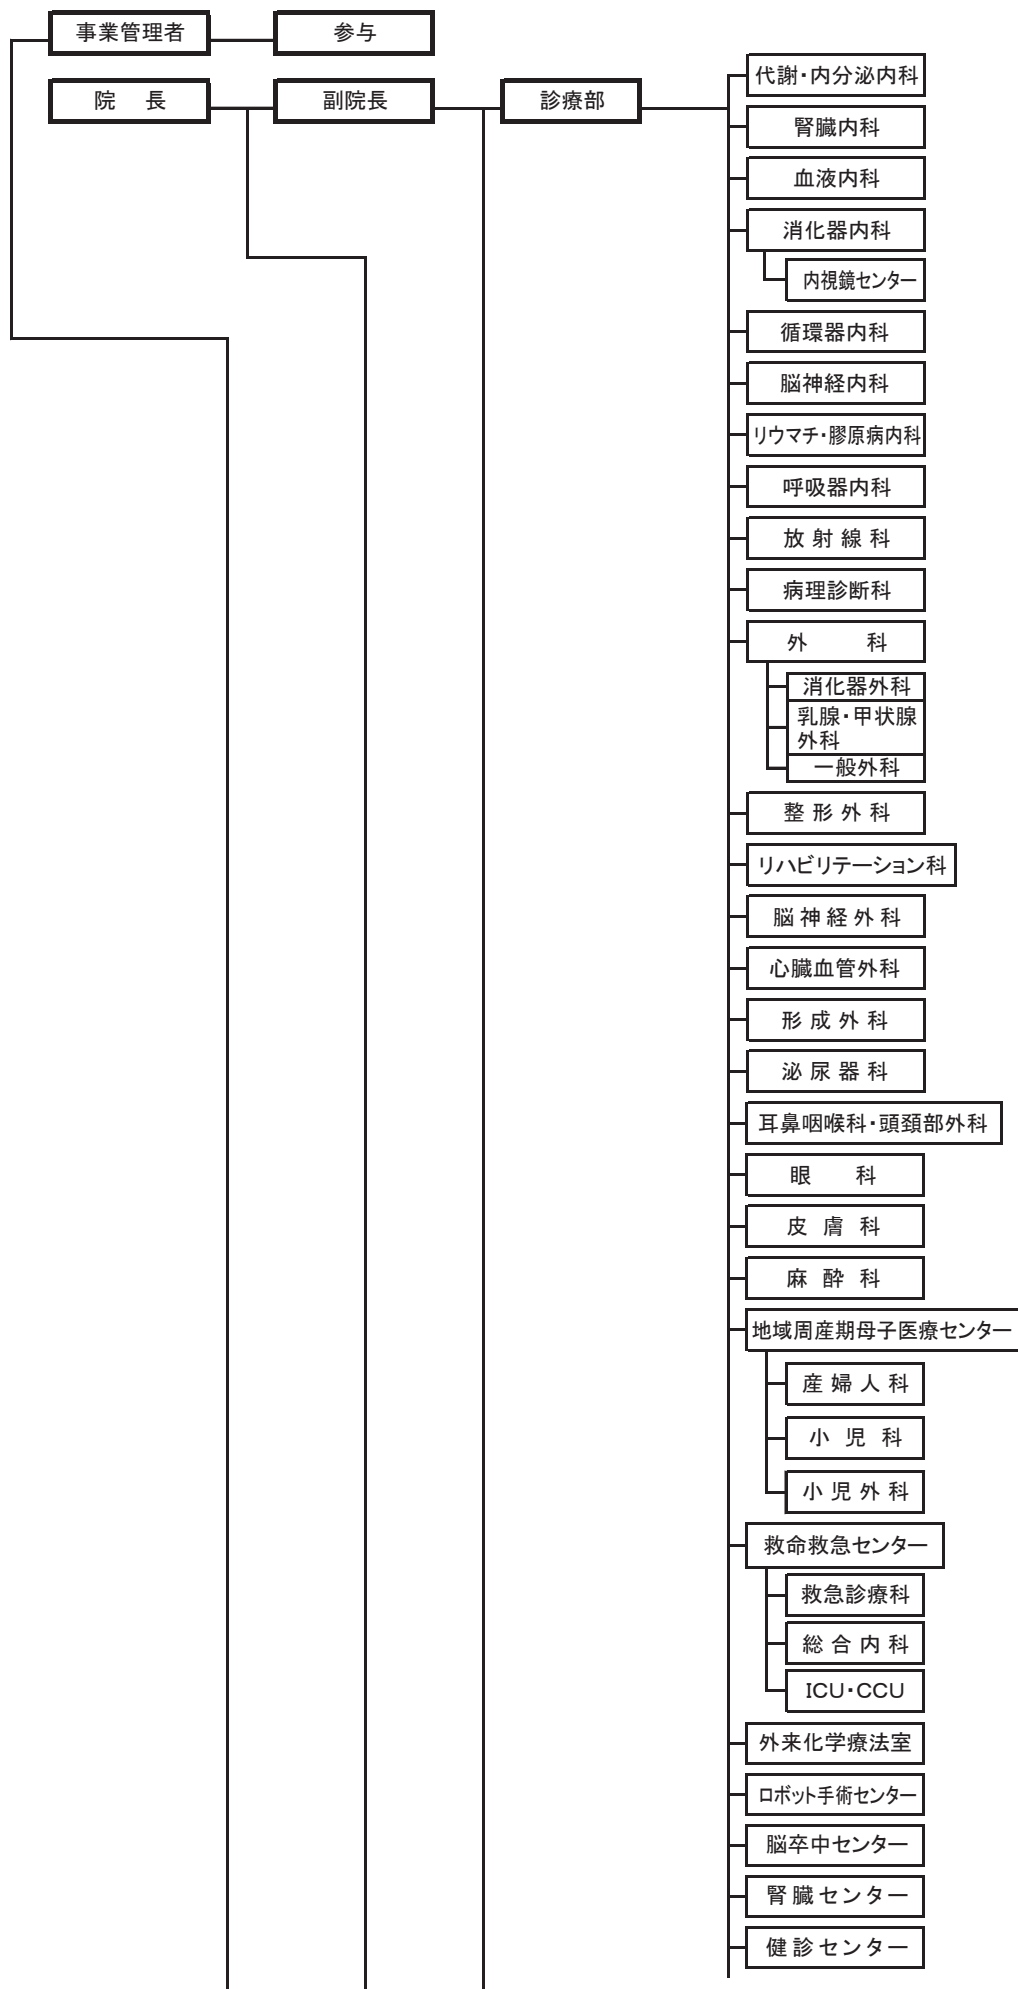 事業管理者
参与
院 長
副院長
診療部
代謝・内分泌内科
腎臓内科
血液内科
消化器内科
内視鏡センター
循環器内科
脳神経内科
リウマチ・膠原病内科
呼吸器内科
放射線科
病理診断科
外 科
消化器外科
乳腺・甲状腺
外科
一般外科
整形外科
リハビリテーション科
脳神経外科
心臓血管外科
形成外科
泌尿器科
耳鼻咽喉科・頭頚部外科
眼 科
皮膚科
麻酔科
地域周産期母子医療センター
産婦人科
小児科
小児外科
救命救急センター
救急診療科
総合内科
ICU・CCU
外来化学療法室
ロボット手術センター
脳卒中センター
腎臓センター
健診センター